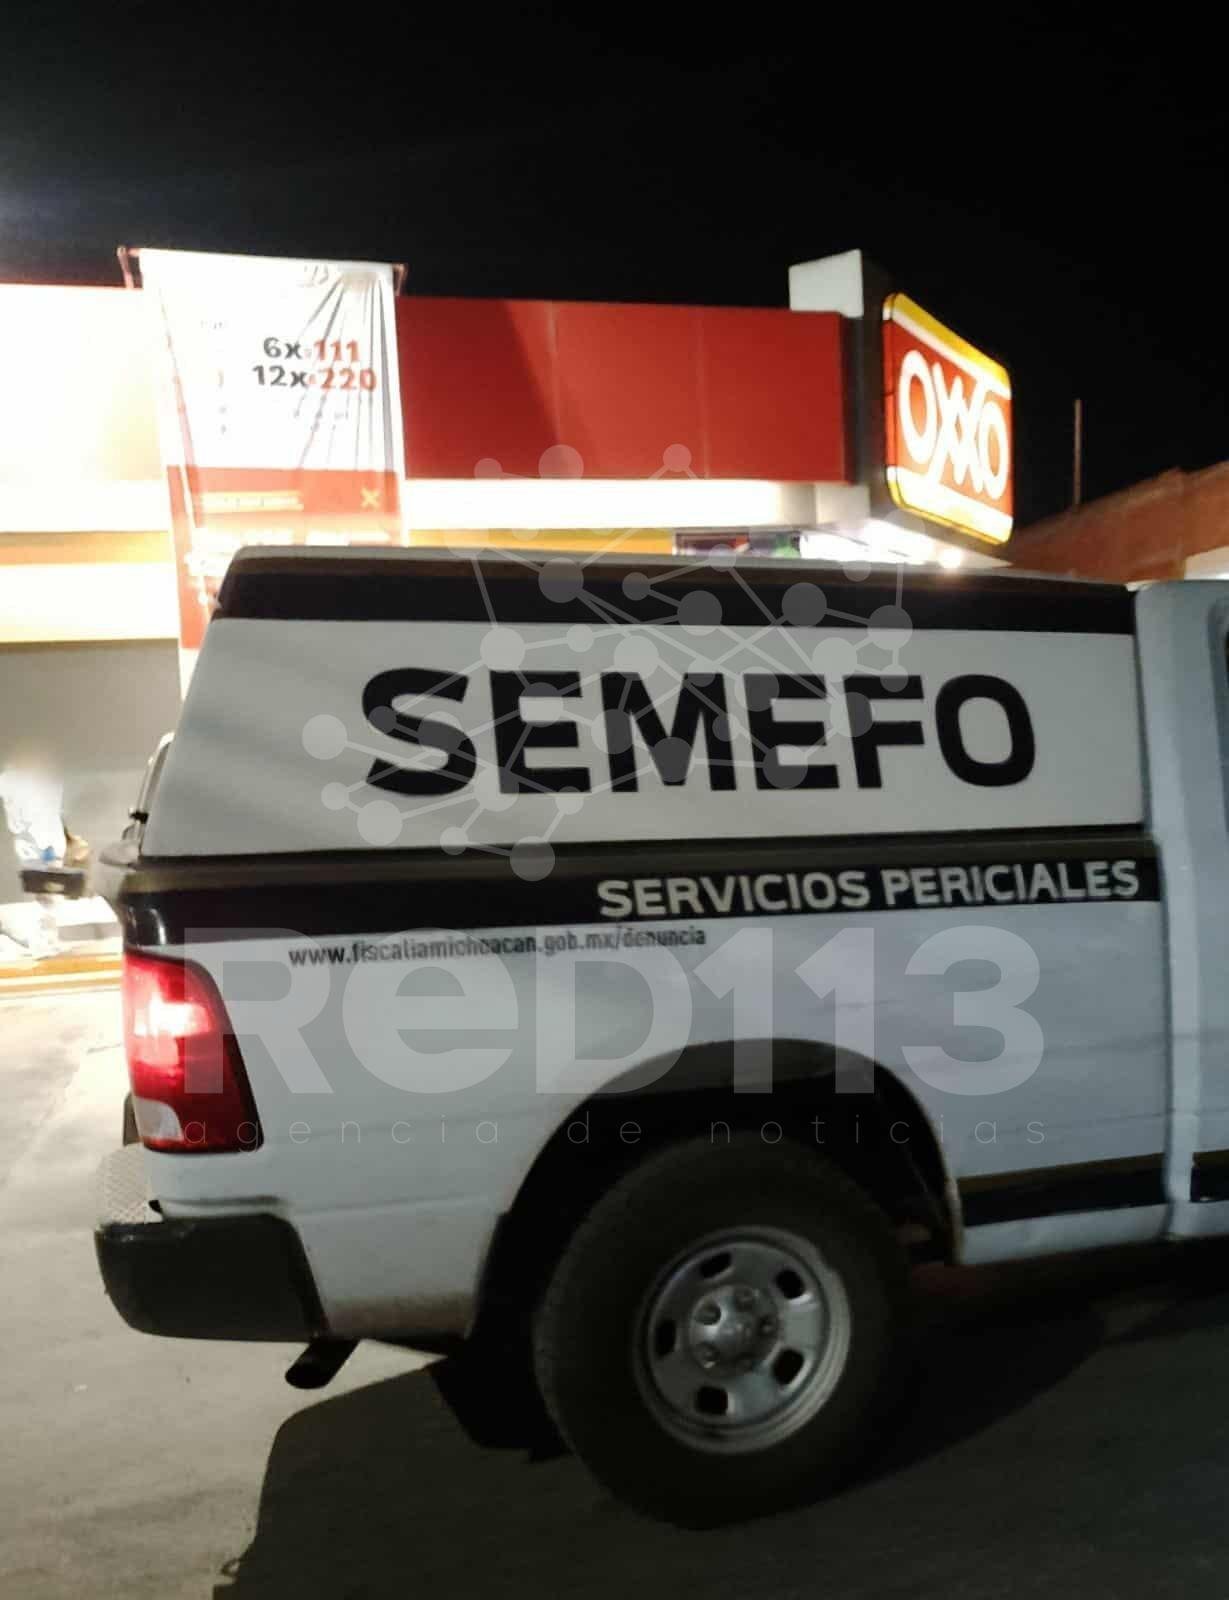 6x$111
12x$220
OXXO
SEMEFO
SERVICIOS PERICIALES
www.fiscaliamichoacan.gob.mx/denuncia
ReD113
agencia de noticias